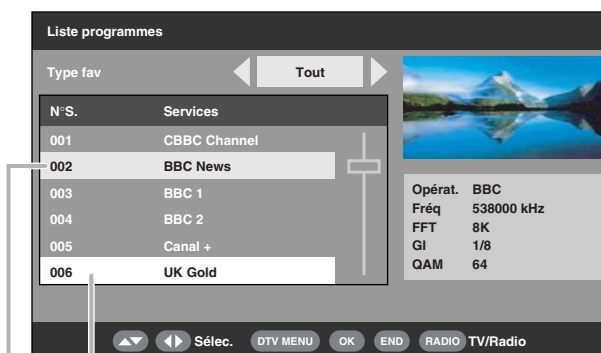 Liste programmes
Type fav Tout
N°S. Services
001 CBBC Channel
002 BBC News
003 BBC 1
004 BBC 2
005 Canal +
006 UK Gold
Opérat. BBC
Fréq 538000 kHz
FFT 8K
GI 1/8
QAM 64
Sélec. DTV MENU OK END RADIO TV/Radio